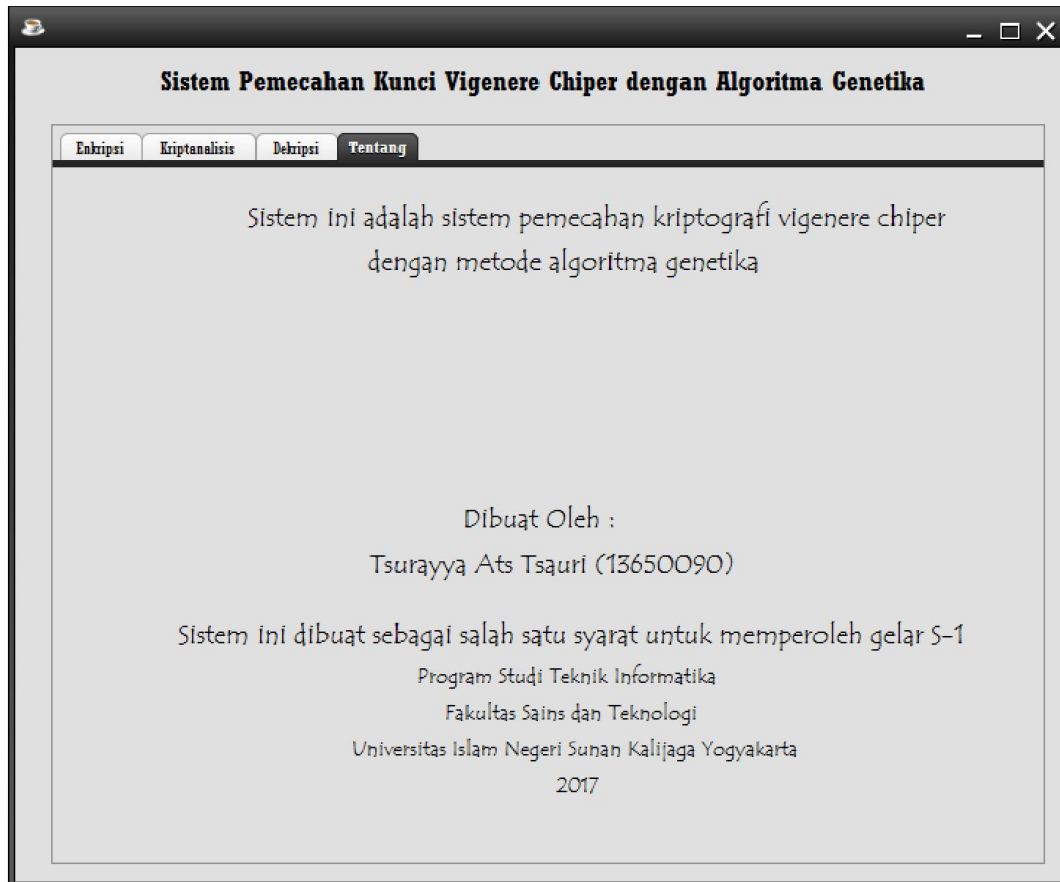 Sistem Pemecahan Kunci Vigenere Chiper dengan Algoritma Genetika
Enkripsi Kriptanalisis Dekripsi Tentang
Sistem ini adalah sistem pemecahan kriptografi vigenere chiper
dengan metode algoritma genetika
Dibuat Oleh :
Tsurayya Ats Tsauri (13650090)
Sistem ini dibuat sebagai salah satu syarat untuk memperoleh gelar S-1
Program Studi Teknik Informatika
Fakultas Sains dan Teknologi
Universitas Islam Negeri Sunan Kalijaga Yogyakarta
2017